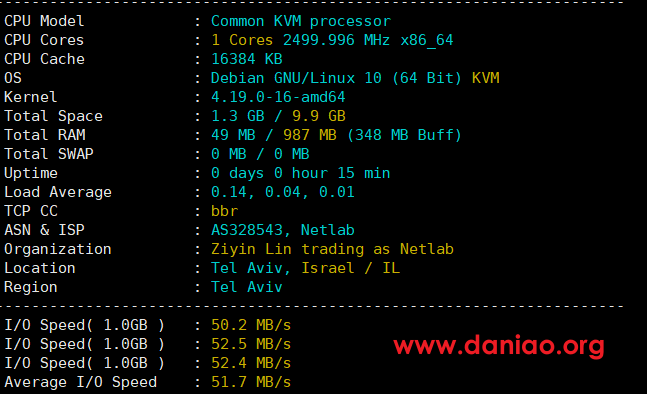 ----------------------------------------------------------------------
CPU Model : Common KVM processor
CPU Cores : 1 Cores 2499.996 MHz x86_64
CPU Cache : 16384 KB
OS : Debian GNU/Linux 10 (64 Bit) KVM
Kernel : 4.19.0-16-amd64
Total Space : 1.3 GB / 9.9 GB
Total RAM : 49 MB / 987 MB (348 MB Buff)
Total SWAP : 0 MB / 0 MB
Uptime : 0 days 0 hour 15 min
Load Average : 0.14, 0.04, 0.01
TCP CC : bbr
ASN & ISP : AS328543, Netlab
Organization : Ziyin Lin trading as Netlab
Location : Tel Aviv, Israel / IL
Region : Tel Aviv
----------------------------------------------------------------------
I/O Speed( 1.0GB ) : 50.2 MB/s
I/O Speed( 1.0GB ) : 52.5 MB/s
I/O Speed( 1.0GB ) : 52.4 MB/s
Average I/O Speed : 51.7 MB/s
www.daniao.org